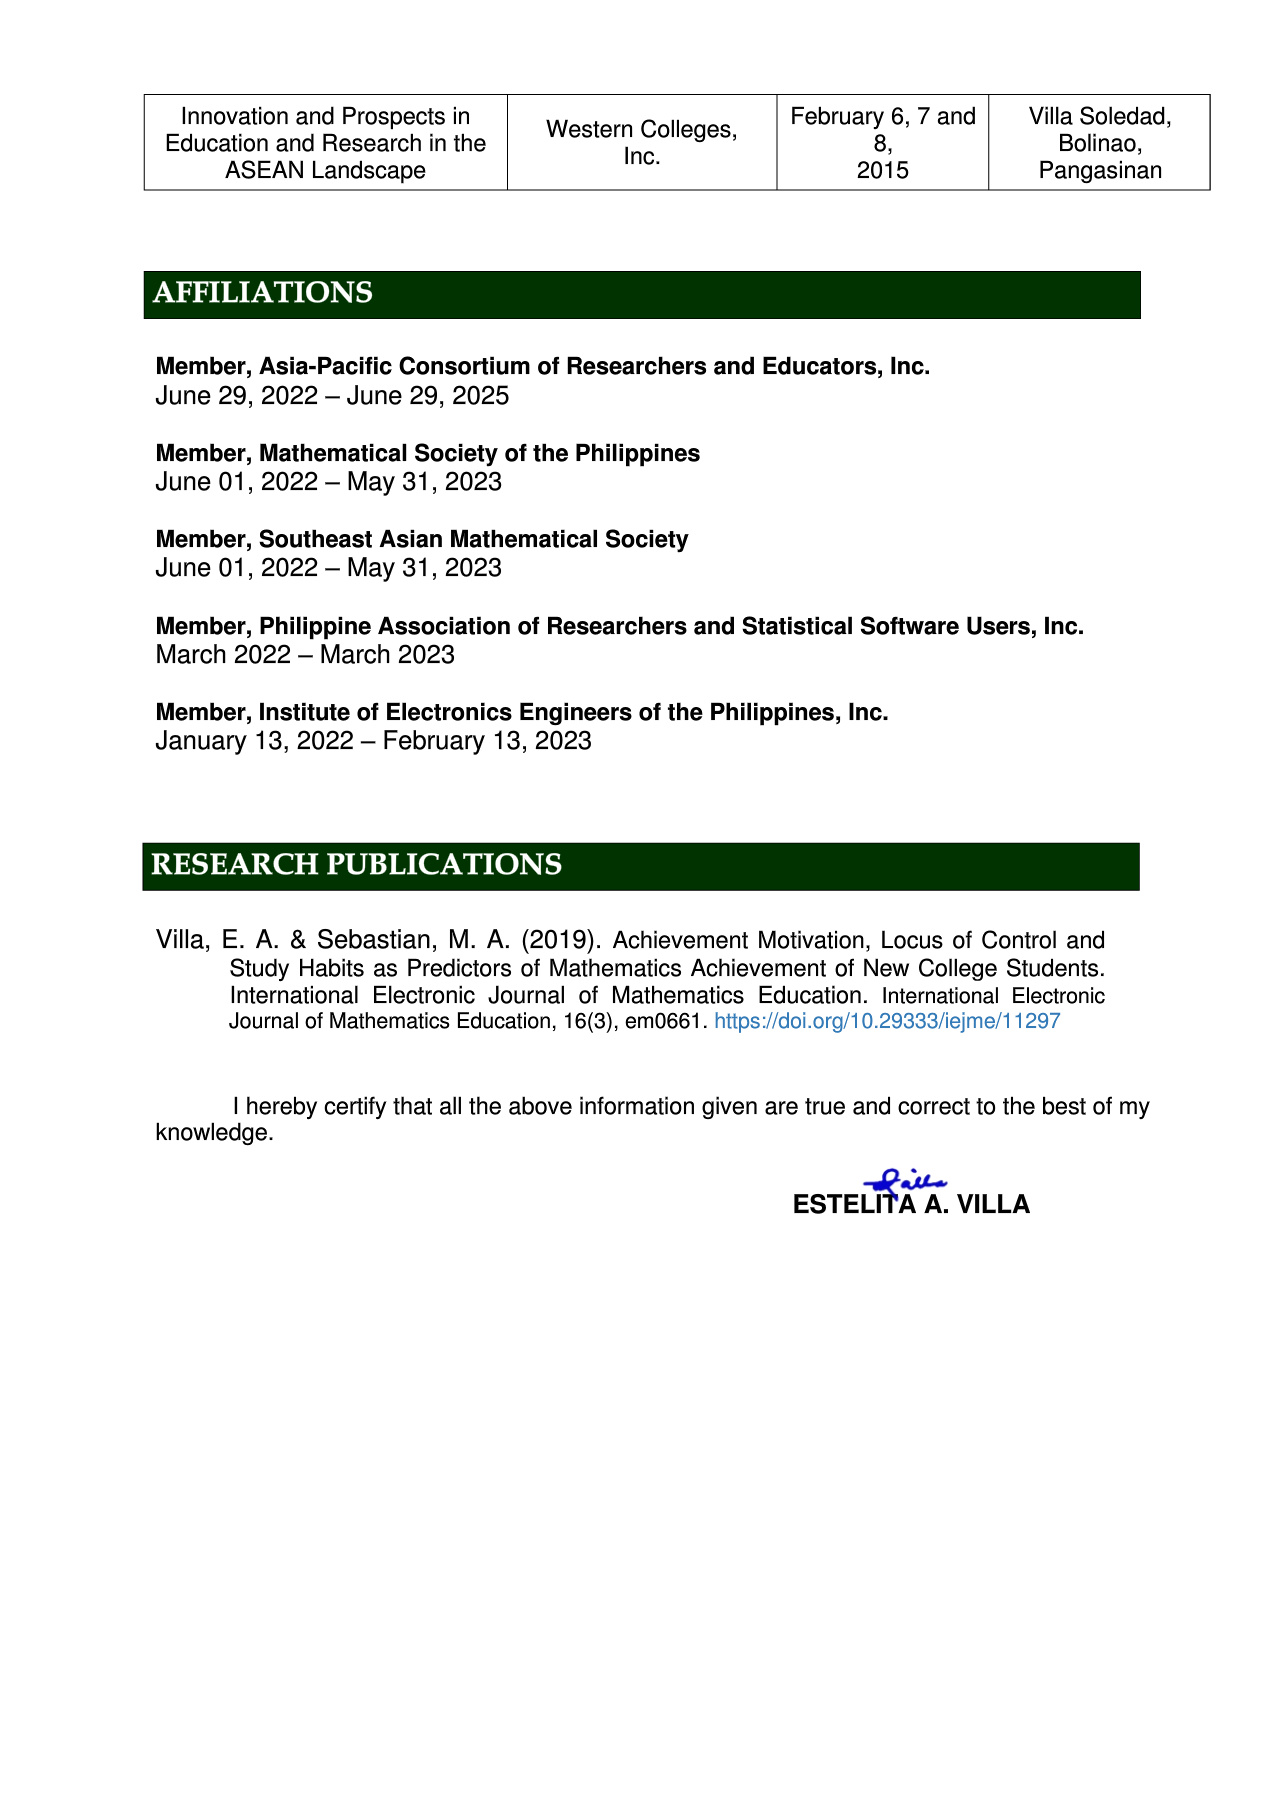 Innovation and Prospects in
Education and Research in the
ASEAN Landscape
Western Colleges,
Inc.
February 6, 7 and
8,
2015
Villa Soledad,
Bolinao,
Pangasinan
AFFILIATIONS
Member, Asia-Pacific Consortium of Researchers and Educators, Inc.
June 29, 2022 – June 29, 2025
Member, Mathematical Society of the Philippines
June 01, 2022 – May 31, 2023
Member, Southeast Asian Mathematical Society
June 01, 2022 – May 31, 2023
Member, Philippine Association of Researchers and Statistical Software Users, Inc.
March 2022 – March 2023
Member, Institute of Electronics Engineers of the Philippines, Inc.
January 13, 2022 – February 13, 2023
RESEARCH PUBLICATIONS
Villa, E. A. & Sebastian, M. A. (2019). Achievement Motivation, Locus of Control and
Study Habits as Predictors of Mathematics Achievement of New College Students.
International Electronic Journal of Mathematics Education. International Electronic
Journal of Mathematics Education, 16(3), em0661. https://doi.org/10.29333/iejme/11297
I hereby certify that all the above information given are true and correct to the best of my
knowledge.
ESTELITA A. VILLA